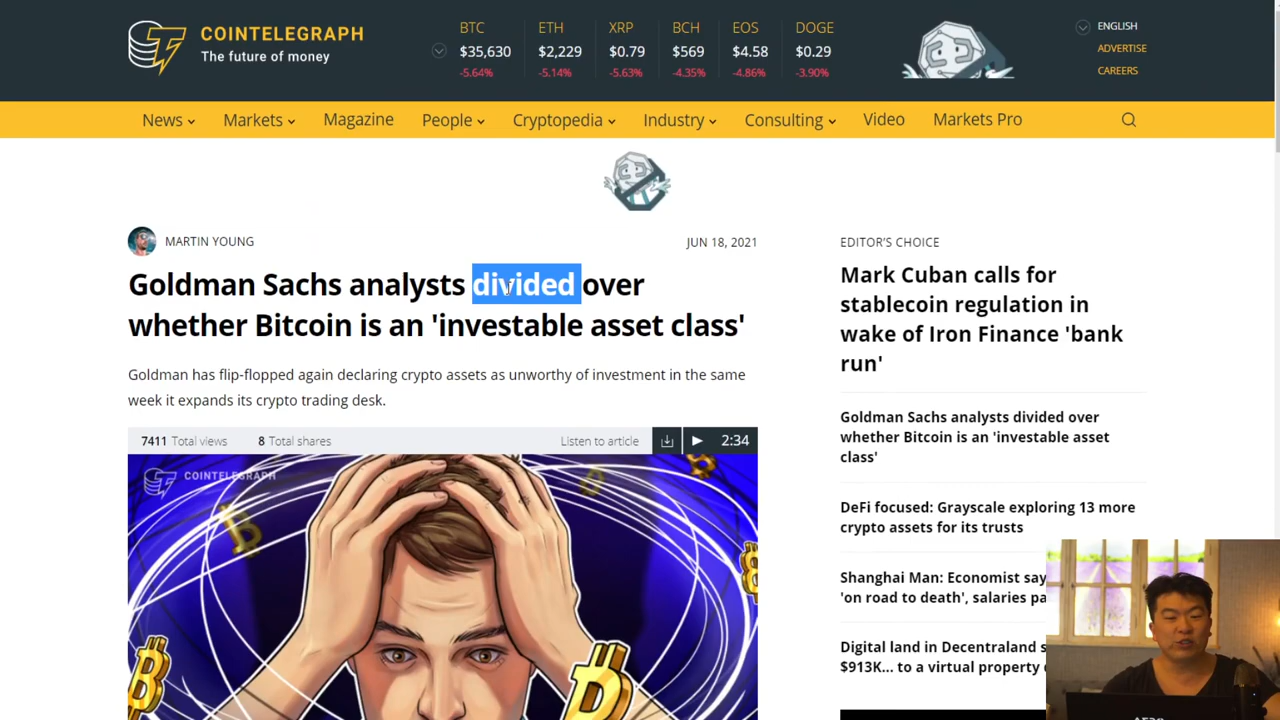 COINTELEGRAPH
The future of money
BTC ETH XRP BCH EOS DOGE
$35,630 $2,229 $0.79 $569 $4.58 $0.29
-5.64% -5.14% -5.63% -4.35% -4.86% -3.90%
ENGLISH
ADVERTISE
CAREERS
News Markets Magazine People Cryptopedia Industry Consulting Video Markets Pro
MARTIN YOUNG
JUN 18, 2021
Goldman Sachs analysts divided over
whether Bitcoin is an 'investable asset class'
Goldman has flip-flopped again declaring crypto assets as unworthy of investment in the same
week it expands its crypto trading desk.
7411 Total views 8 Total shares Listen to article 2:34
COINTELEGRAPH
EDITOR'S CHOICE
Mark Cuban calls for
stablecoin regulation in
wake of Iron Finance 'bank
run'
Goldman Sachs analysts divided over
whether Bitcoin is an 'investable asset
class'
DeFi focused: Grayscale exploring 13 more
crypto assets for its trusts
Shanghai Man: Economist say
'on road to death', salaries pa
Digital land in Decentraland s
$913K... to a virtual property